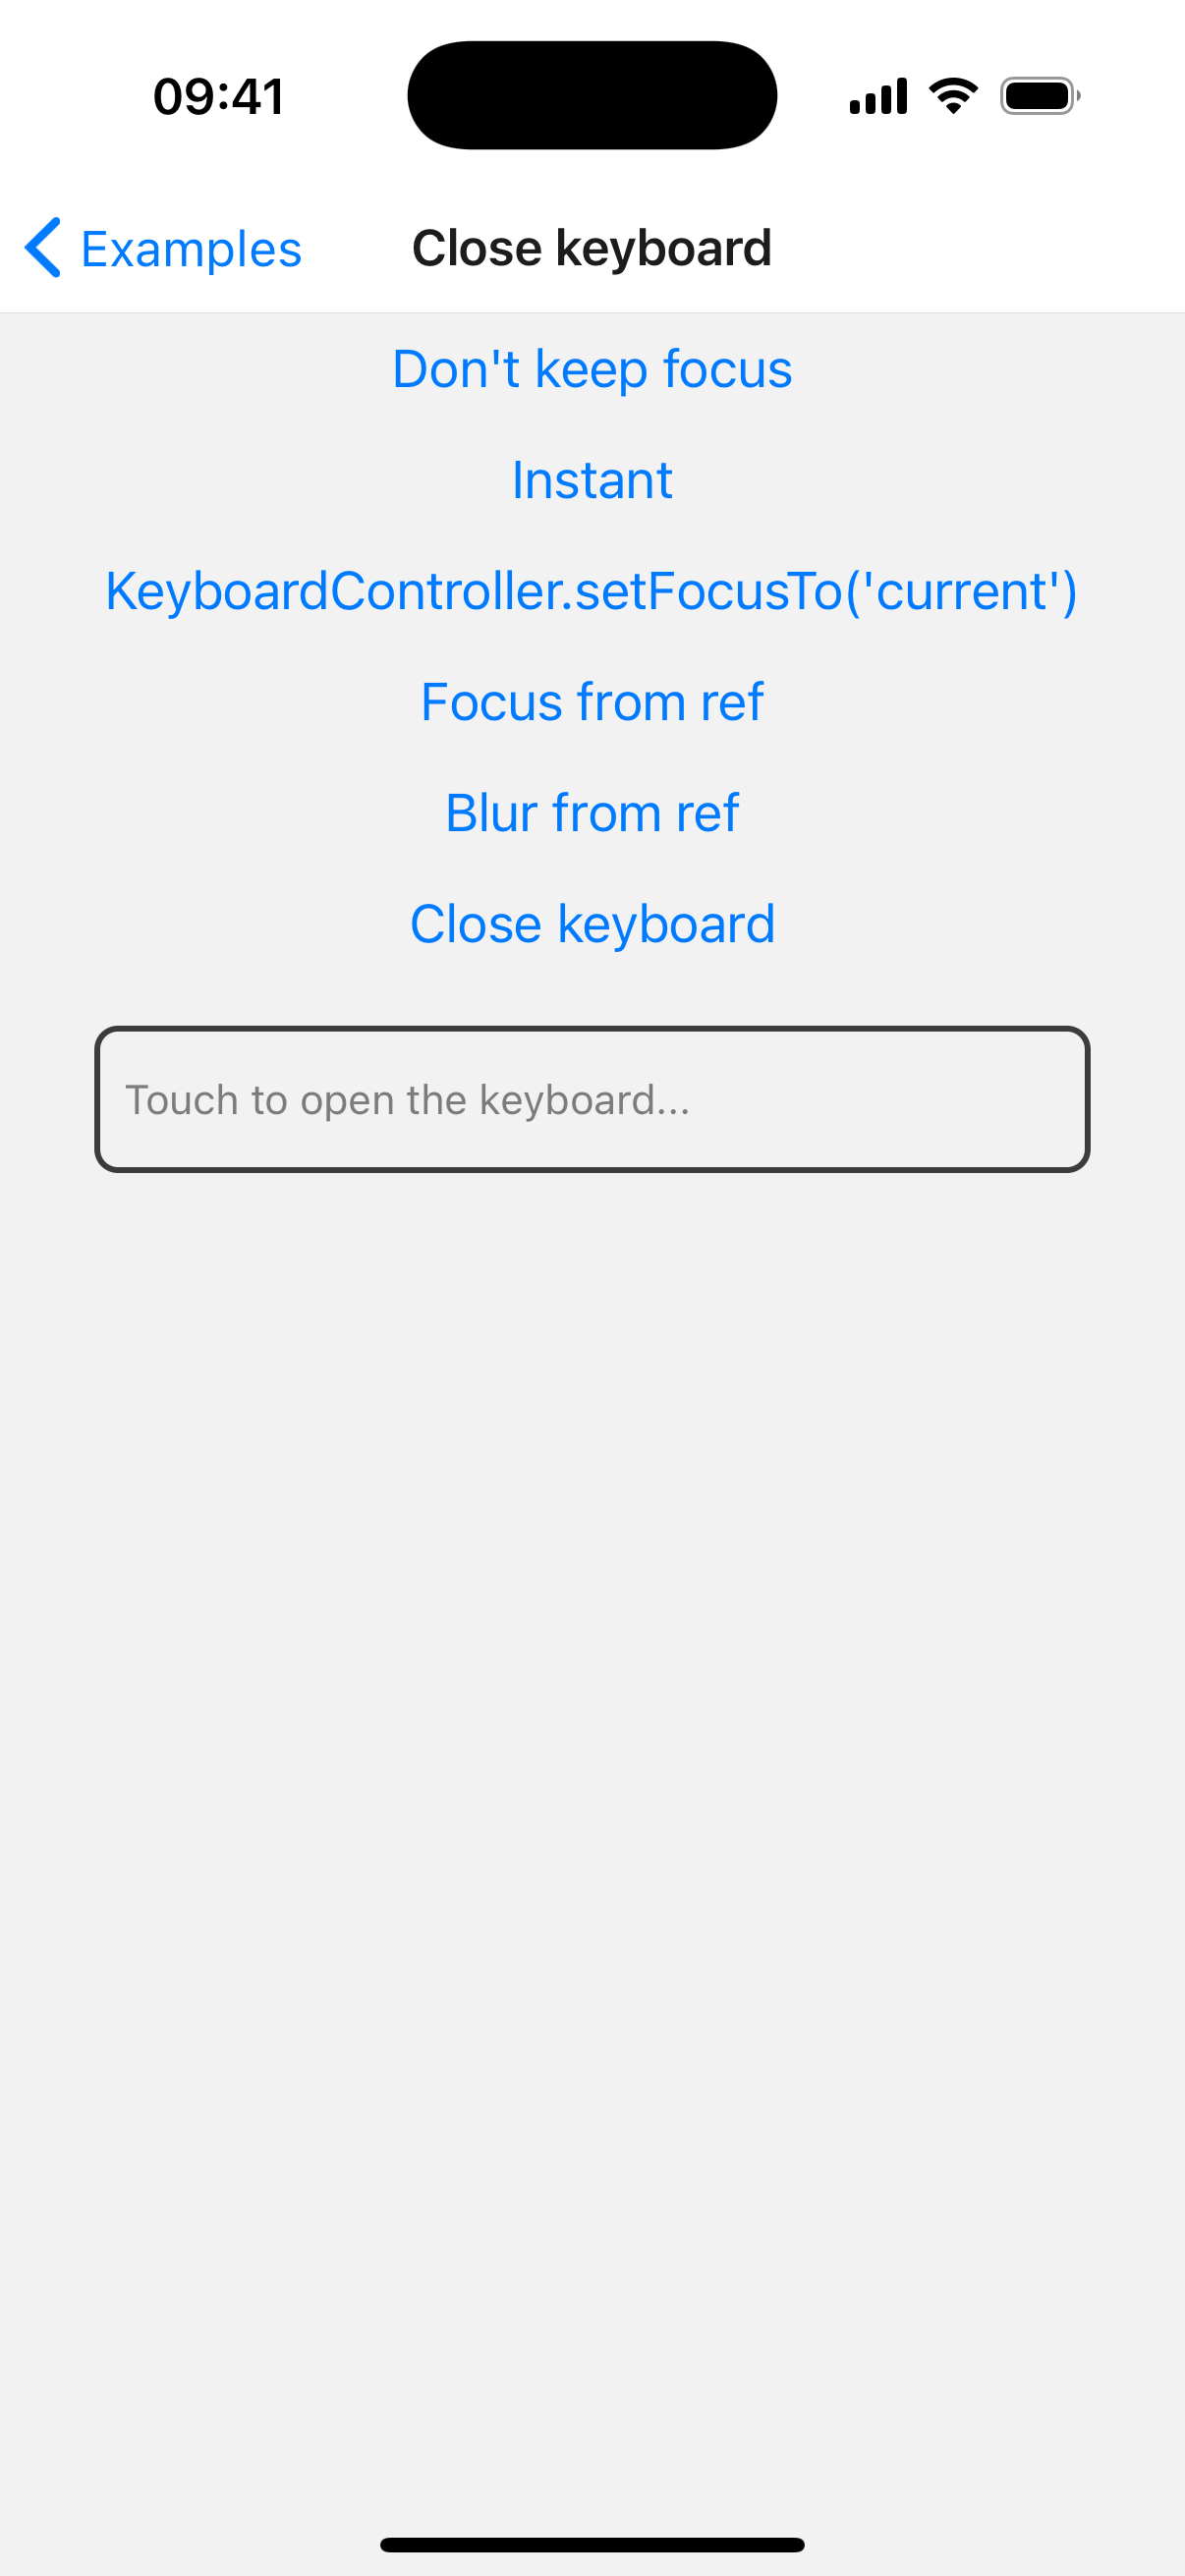 09:41
Examples
Close keyboard
Don't keep focus
Instant
KeyboardController.setFocusTo('current')
Focus from ref
Blur from ref
Close keyboard
Touch to open the keyboard...